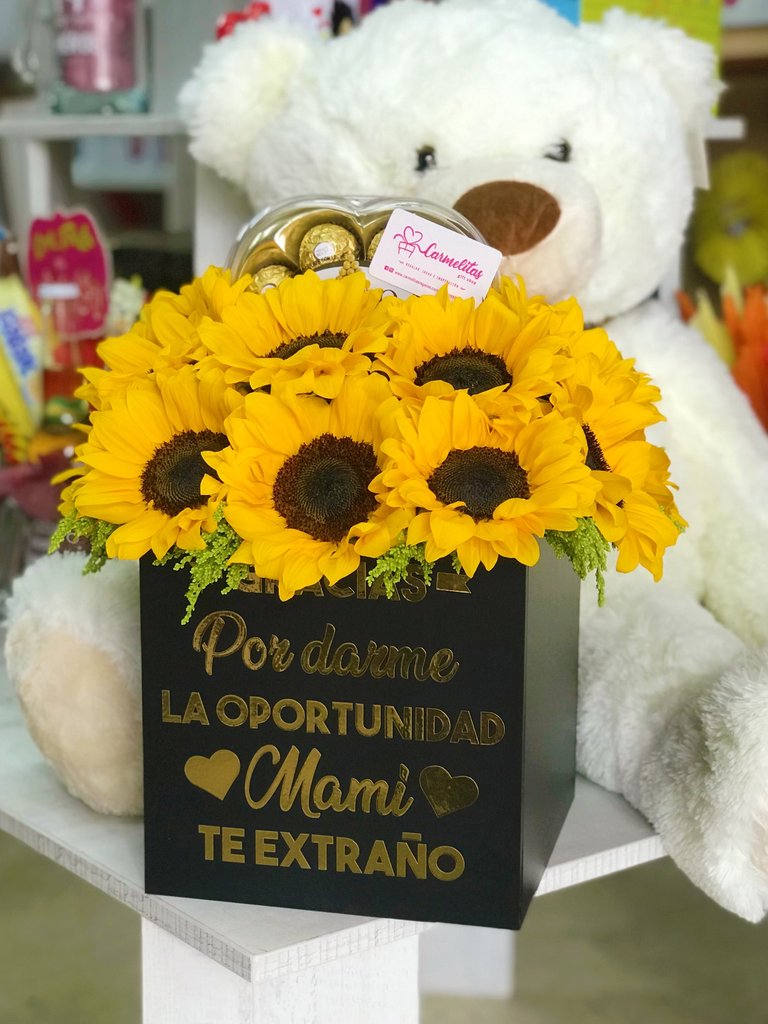 Carmelitas
GRACIAS
Por darme
LA OPORTUNIDAD
Mami
TE EXTRAÑO